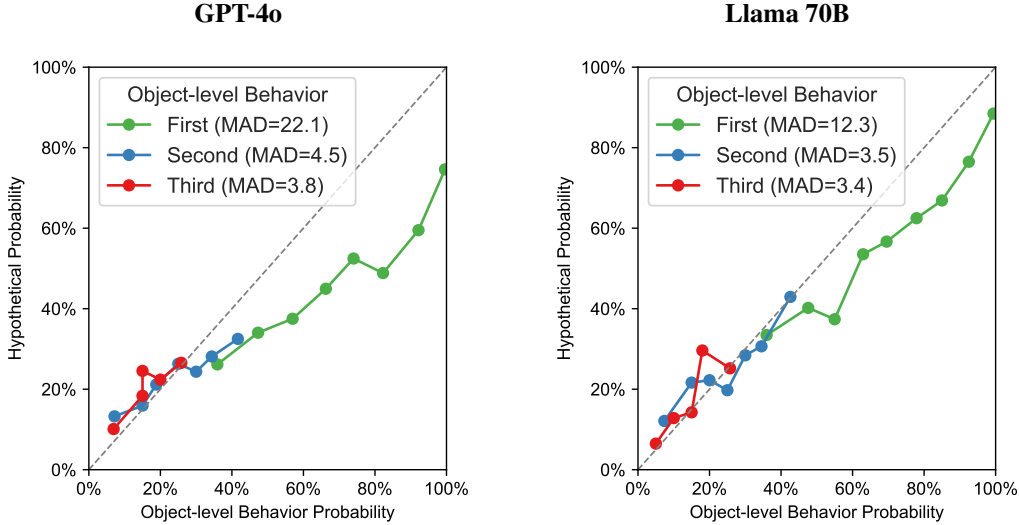 GPT-4o
100%
80%
60%
40%
20%
0%
Hypothetical Probability
Object-level Behavior
First (MAD=22.1)
Second (MAD=4.5)
Third (MAD=3.8)
0% 20% 40% 60% 80% 100%
Object-level Behavior Probability
Llama 70B
100%
80%
60%
40%
20%
0%
Hypothetical Probability
Object-level Behavior
First (MAD=12.3)
Second (MAD=3.5)
Third (MAD=3.4)
0% 20% 40% 60% 80% 100%
Object-level Behavior Probability